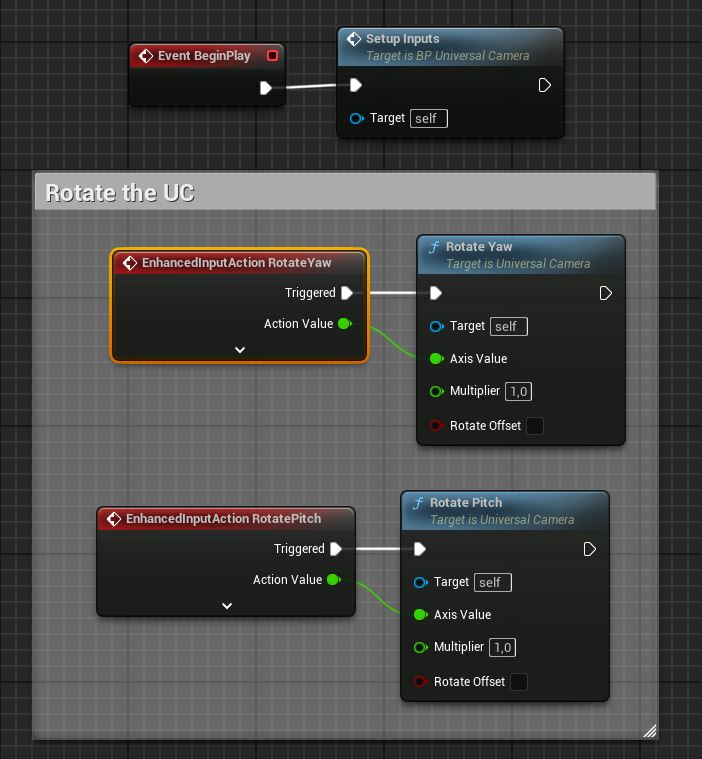 Event BeginPlay
Setup Inputs
Target is BP Universal Camera
Target self
Rotate the UC
EnhancedInputAction RotateYaw
Triggered
Action Value
Rotate Yaw
Target is Universal Camera
Target self
Axis Value
Multiplier 1,0
Rotate Offset
EnhancedInputAction RotatePitch
Triggered
Action Value
Rotate Pitch
Target is Universal Camera
Target self
Axis Value
Multiplier 1,0
Rotate Offset